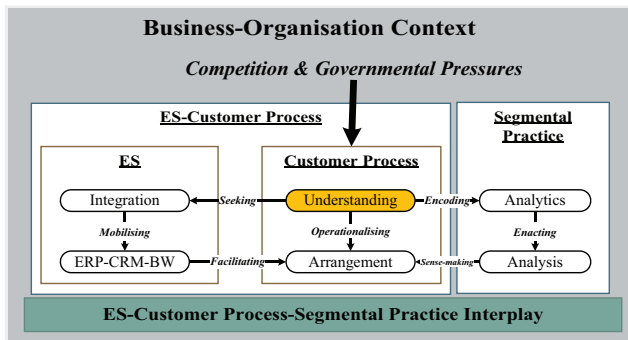 Business-Organisation Context
Competition & Governmental Pressures
ES-Customer Process
Segmental
Practice
ES
Customer Process
Integration
Seeking
Understanding
Encoding
Analytics
Mobilising
Operationalising
Enacting
ERP-CRM-BW
Facilitating
Arrangement
Sense-making
Analysis
ES-Customer Process-Segmental Practice Interplay